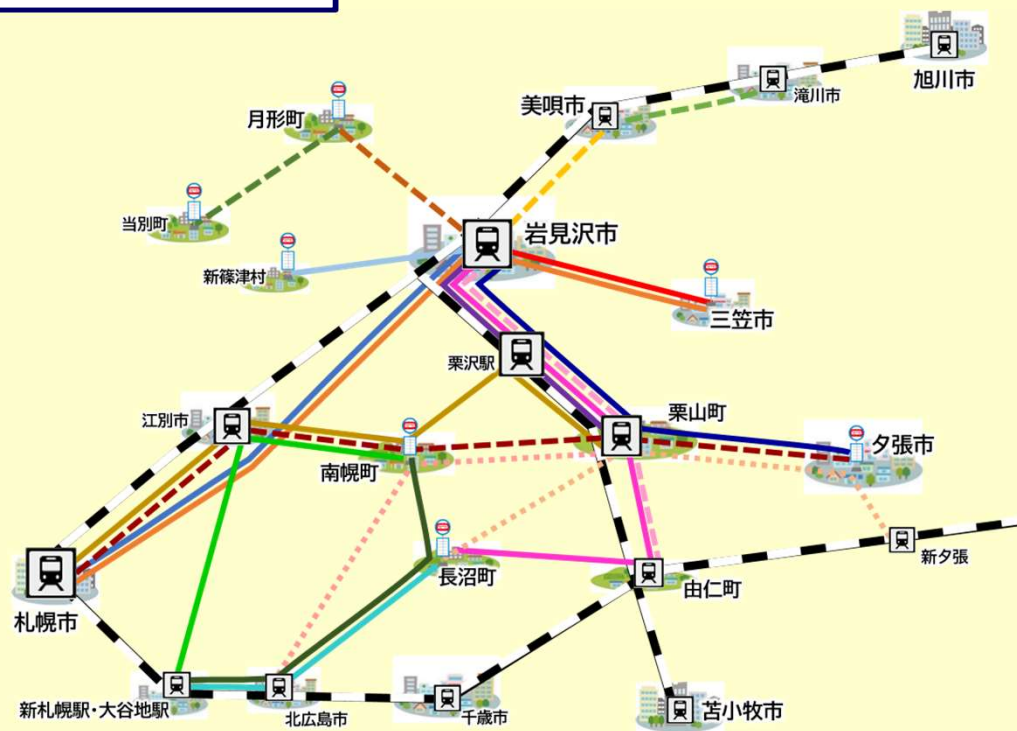 旭川市
滝川市
美唄市
月形町
当別町
岩見沢市
新篠津村
三笠市
栗沢駅
栗山町
江別市
夕張市
南幌町
新夕張
長沼町
由仁町
札幌市
新札幌駅・大谷地駅
北広島市
千歳市
苫小牧市